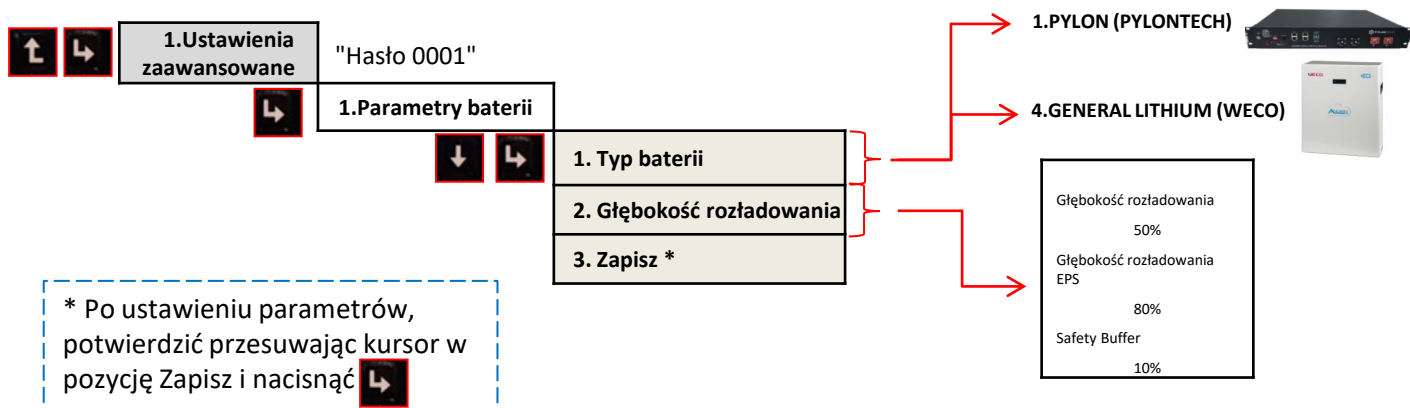 1.Ustawienia
zaawansowane
"Hasło 0001"
1.Parametry baterii
1. Typ baterii
2. Głębokość rozładowania
3. Zapisz *
1.PYLON (PYLONTECH)
4.GENERAL LITHIUM (WECO)
WECO
Głębokość rozładowania
50%
Głębokość rozładowania
EPS
80%
Safety Buffer
10%
* Po ustawieniu parametrów,
potwierdzić przesuwając kursor w
pozycję Zapisz i nacisnąć